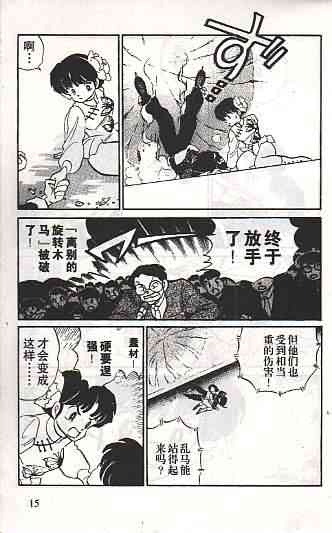 啊…
终于
放手
了！
「离别的
旋转木
马」被破
了！
但他们也
受到相当
重的伤害！
乱马能
站得起
来吗？
蠢材—
硬要逞
强！
才会变成
这样……
15